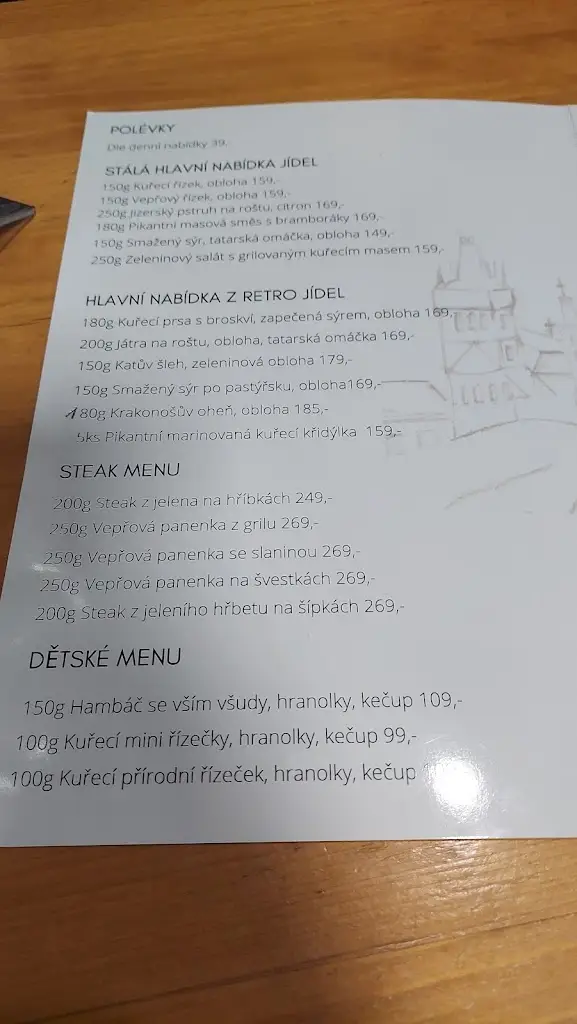 POLÉVKY
Dle denní nabídky 39,-
STÁLÁ HLAVNÍ NABÍDKA JÍDEL
150g Kuřecí řízek, obloha 159,-
150g Vepřový řízek, obloha 159,-
250g Jizerský pstruh na roštu, citron 169,-
180g Pikantní masová směs s bramboráky 169,-
150g Smažený sýr, tatarská omáčka, obloha 149,-
250g Zeleninový salát s grilovaným kuřecím masem 159,-
HLAVNÍ NABÍDKA Z RETRO JÍDEL
180g Kuřecí prsa s broskví, zapečená sýrem, obloha 169,-
200g Játra na roštu, obloha, tatarská omáčka 169,-
150g Katův šleh, zeleninová obloha 179,-
150g Smažený sýr po pastýřsku, obloha169,-
180g Krakonošův oheň, obloha 185,-
5ks Pikantní marinovaná kuřecí křidýlka 159,-
STEAK MENU
200g Steak z jelena na hříbkách 249,-
250g Vepřová panenka z grilu 269,-
250g Vepřová panenka se slaninou 269,-
250g Vepřová panenka na švestkách 269,-
200g Steak z jeleního hřbetu na šípkách 269,-
DĚTSKÉ MENU
150g Hambáč se vším všudy, hranolky, kečup 109,-
100g Kuřecí mini řízečky, hranolky, kečup 99,-
100g Kuřecí přírodní řízeček, hranolky, kečup